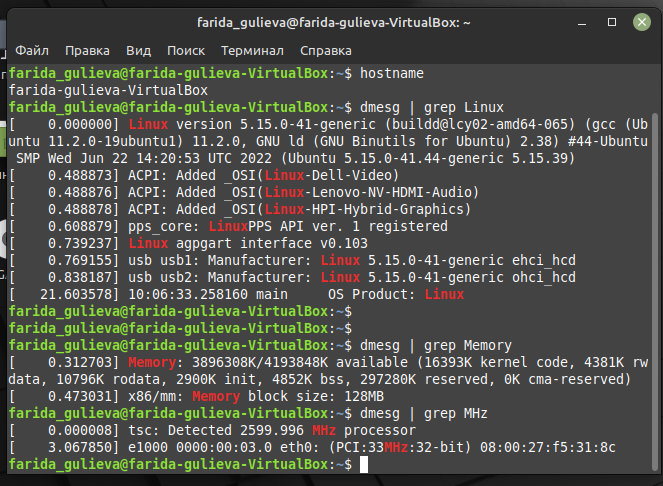 farida_gulieva@farida-gulieva-VirtualBox: ~
Файл Правка Вид Поиск Терминал Справка
farida_gulieva@farida-gulieva-VirtualBox:~$ hostname
farida-gulieva-VirtualBox
farida_gulieva@farida-gulieva-VirtualBox:~$ dmesg | grep Linux
[    0.000000] Linux version 5.15.0-41-generic (buildd@lcy02-amd64-065) (gcc (Ub
untu 11.2.0-19ubuntu1) 11.2.0, GNU ld (GNU Binutils for Ubuntu) 2.38) #44-Ubuntu
 SMP Wed Jun 22 14:20:53 UTC 2022 (Ubuntu 5.15.0-41.44-generic 5.15.39)
[    0.488873] ACPI: Added _OSI(Linux-Dell-Video)
[    0.488876] ACPI: Added _OSI(Linux-Lenovo-NV-HDMI-Audio)
[    0.488878] ACPI: Added _OSI(Linux-HPI-Hybrid-Graphics)
[    0.608879] pps_core: LinuxPPS API ver. 1 registered
[    0.739237] Linux agpgart interface v0.103
[    0.769155] usb usb1: Manufacturer: Linux 5.15.0-41-generic ehci_hcd
[    0.838187] usb usb2: Manufacturer: Linux 5.15.0-41-generic ohci_hcd
[   21.603578] 10:06:33.258160 main     OS Product: Linux
farida_gulieva@farida-gulieva-VirtualBox:~$
farida_gulieva@farida-gulieva-VirtualBox:~$
farida_gulieva@farida-gulieva-VirtualBox:~$ dmesg | grep Memory
[    0.312703] Memory: 3896308K/4193848K available (16393K kernel code, 4381K rw
data, 10796K rodata, 2900K init, 4852K bss, 297280K reserved, 0K cma-reserved)
[    0.473031] x86/mm: Memory block size: 128MB
farida_gulieva@farida-gulieva-VirtualBox:~$ dmesg | grep MHz
[    0.000008] tsc: Detected 2599.996 MHz processor
[    3.067850] e1000 0000:00:03.0 eth0: (PCI:33MHz:32-bit) 08:00:27:f5:31:8c
farida_gulieva@farida-gulieva-VirtualBox:~$